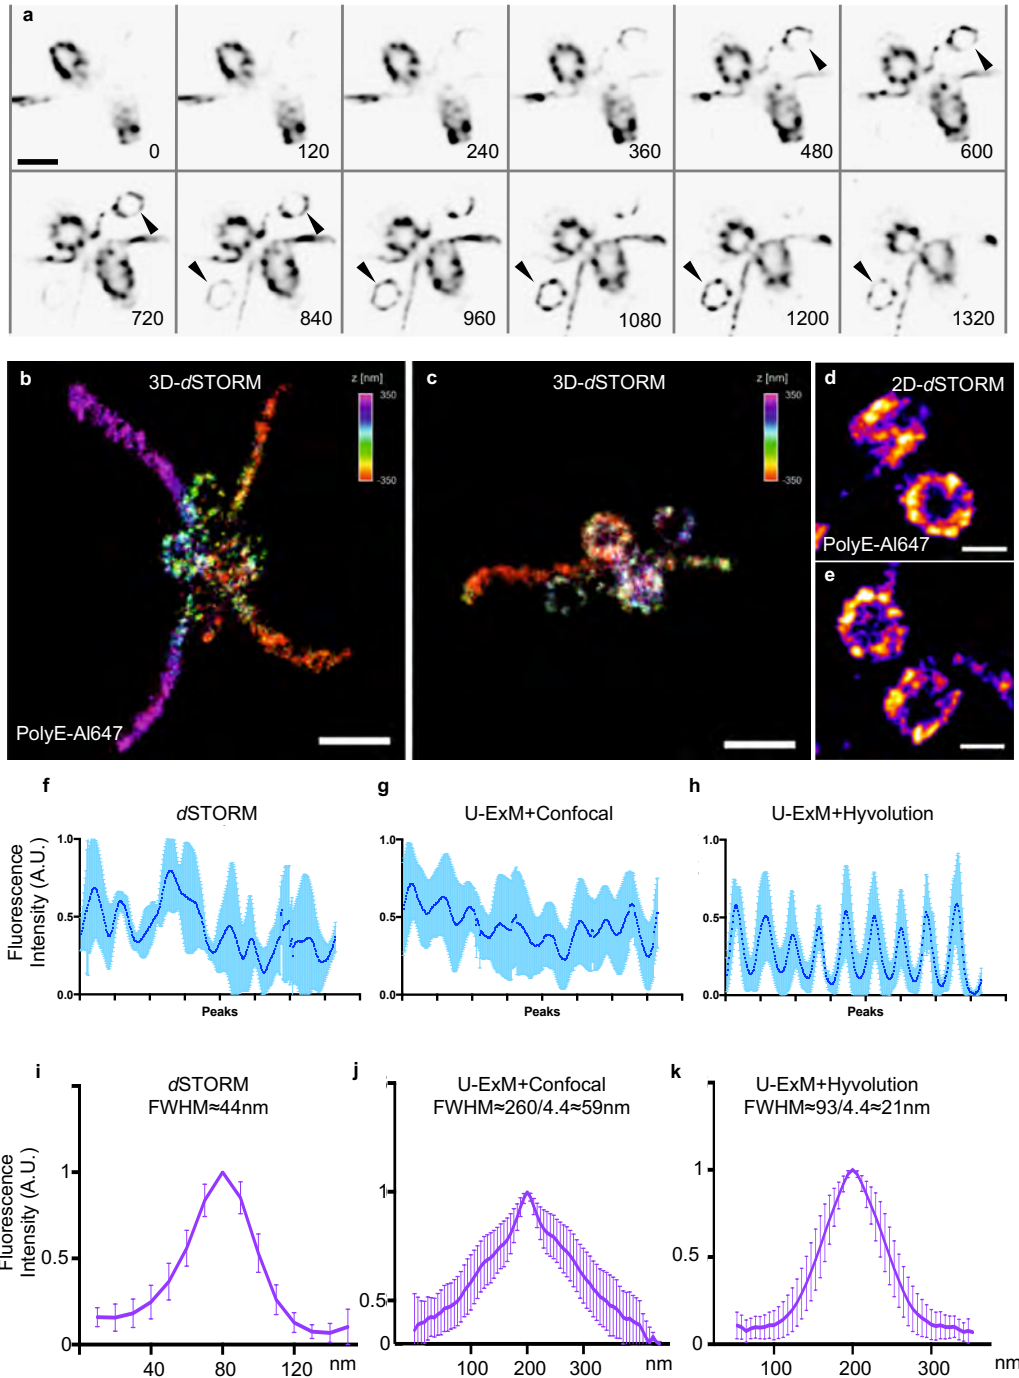 a
0 120 240 360 480 600
720 840 960 1080 1200 1320
b 3D-dSTORM z [nm] 350 -350 PolyE-Al647
c 3D-dSTORM z [nm] 350 -350
d 2D-dSTORM PolyE-Al647
e
f dSTORM
g U-ExM+Confocal
h U-ExM+Hyvolution
Fluorescence
Intensity (A.U.)
1.0 1.0 1.0
0.5 0.5 0.5
0.0 0.0 0.0
Peaks Peaks Peaks
i dSTORM
FWHM≈44nm
j U-ExM+Confocal
FWHM≈260/4.4≈59nm
k U-ExM+Hyvolution
FWHM≈93/4.4≈21nm
Fluorescence
Intensity (A.U.)
1 1 1
0.5 0.5 0.5
0 0 0
40 80 120 nm
100 200 300 nm
100 200 300 nm